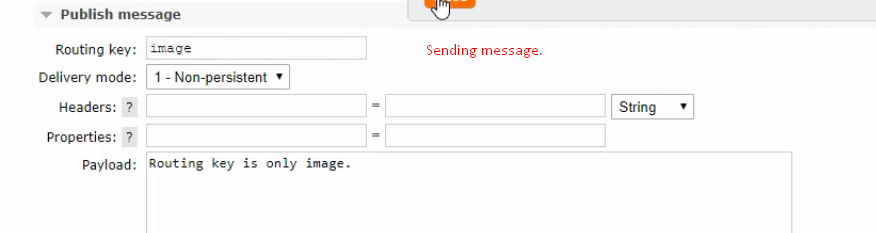 Publish message
Routing key: image
Sending message.
Delivery mode: 1 - Non-persistent
Headers: ? = String
Properties: ? =
Payload: Routing key is only image.